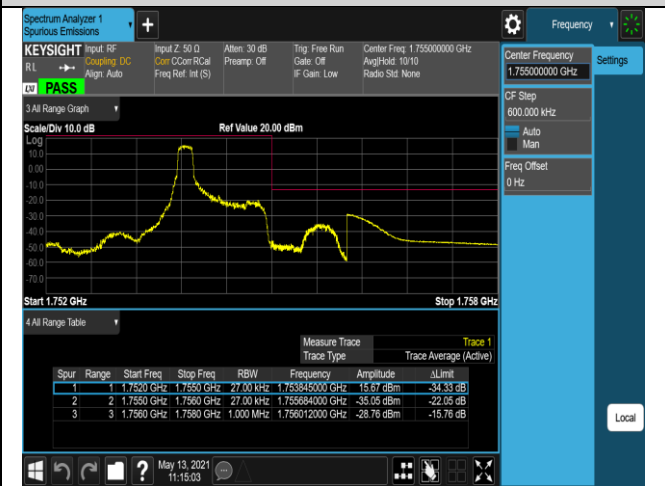 Spectrum Analyzer 1
Spurious Emissions
Frequency
KEYSIGHT
RL
Input: RF
Coupling: DC
Align: Auto
Input Z: 50 Ω
Corr CCorr RCal
Freq Ref: Int (S)
Atten: 30 dB
Preamp: Off
Trig: Free Run
Gate: Off
IF Gain: Low
Center Freq: 1.755000000 GHz
Avg|Hold: 10/10
Radio Std: None
LXI PASS
Center Frequency
1.755000000 GHz
Settings
CF Step
600.000 kHz
Auto
Man
Freq Offset
0 Hz
3 All Range Graph
Scale/Div 10.0 dB
Ref Value 20.00 dBm
Log
10.0
0.00
-10.0
-20.0
-30.0
-40.0
-50.0
-60.0
-70.0
Start 1.752 GHz
Stop 1.758 GHz
4 All Range Table
Measure Trace Trace 1
Trace Type Trace Average (Active)
Spur Range Start Freq Stop Freq RBW Frequency Amplitude ΔLimit
1 1 1.7520 GHz 1.7550 GHz 27.00 kHz 1.753845000 GHz 15.67 dBm -34.33 dB
2 2 1.7550 GHz 1.7560 GHz 27.00 kHz 1.755684000 GHz -35.05 dBm -22.05 dB
3 3 1.7560 GHz 1.7580 GHz 1.000 MHz 1.756012000 GHz -28.76 dBm -15.76 dB
Local
May 13, 2021
11:15:03